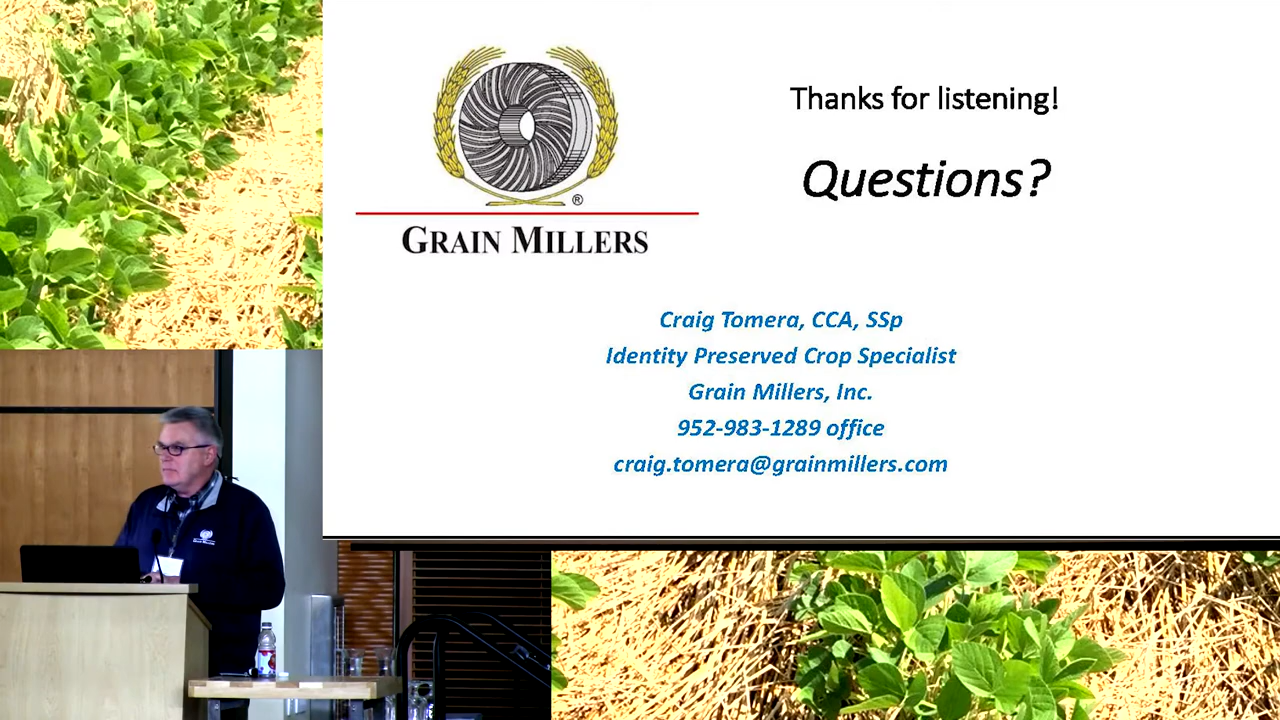 Thanks for listening!
Questions?
®
GRAIN MILLERS
Craig Tomera, CCA, SSp
Identity Preserved Crop Specialist
Grain Millers, Inc.
952-983-1289 office
craig.tomera@grainmillers.com